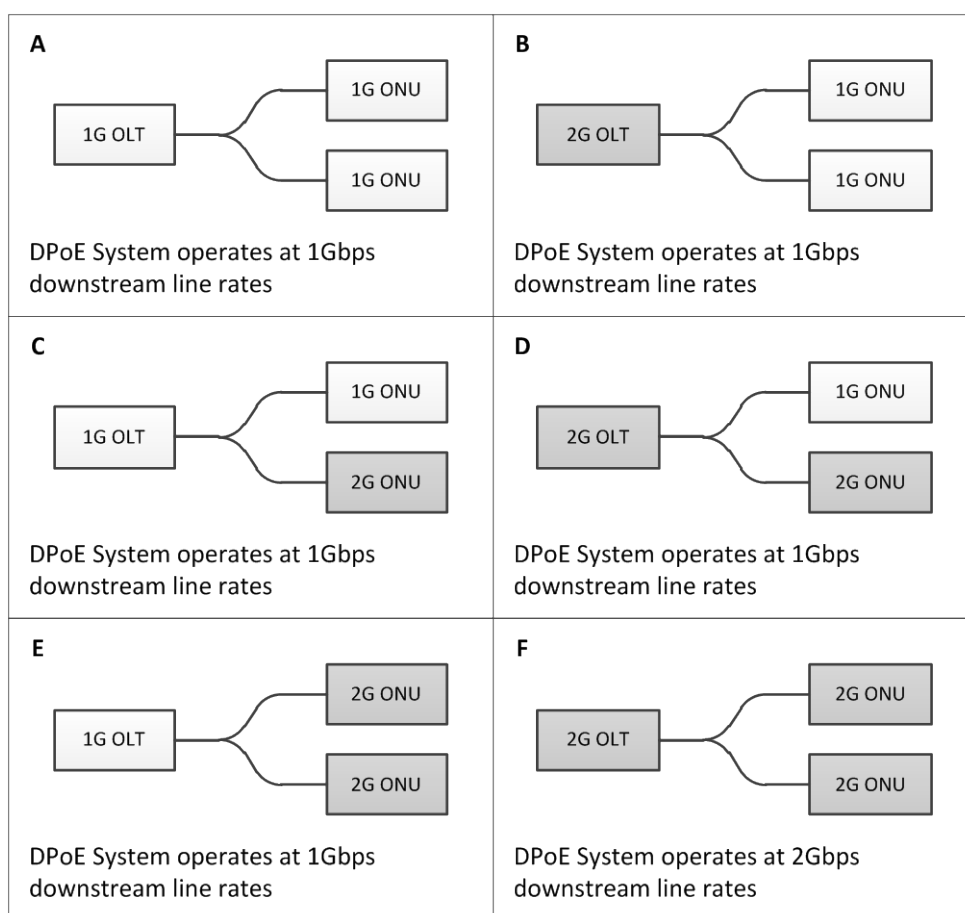 A
1G OLT
1G ONU
1G ONU
DPoE System operates at 1Gbps
downstream line rates
B
2G OLT
1G ONU
1G ONU
DPoE System operates at 1Gbps
downstream line rates
C
1G OLT
1G ONU
2G ONU
DPoE System operates at 1Gbps
downstream line rates
D
2G OLT
1G ONU
2G ONU
DPoE System operates at 1Gbps
downstream line rates
E
1G OLT
2G ONU
2G ONU
DPoE System operates at 1Gbps
downstream line rates
F
2G OLT
2G ONU
2G ONU
DPoE System operates at 2Gbps
downstream line rates